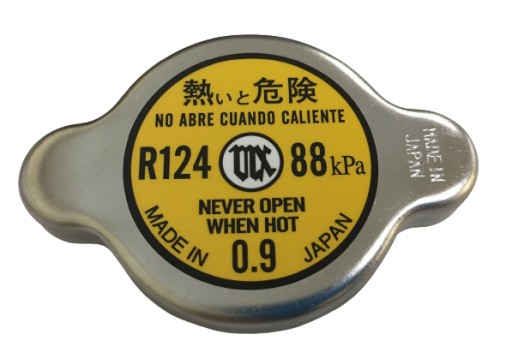 熱いと危険
NO ABRE CUANDO CALIENTE
R124 88kPa
NEVER OPEN
WHEN HOT
MADE IN 0.9 JAPAN
MADE IN
JAPAN